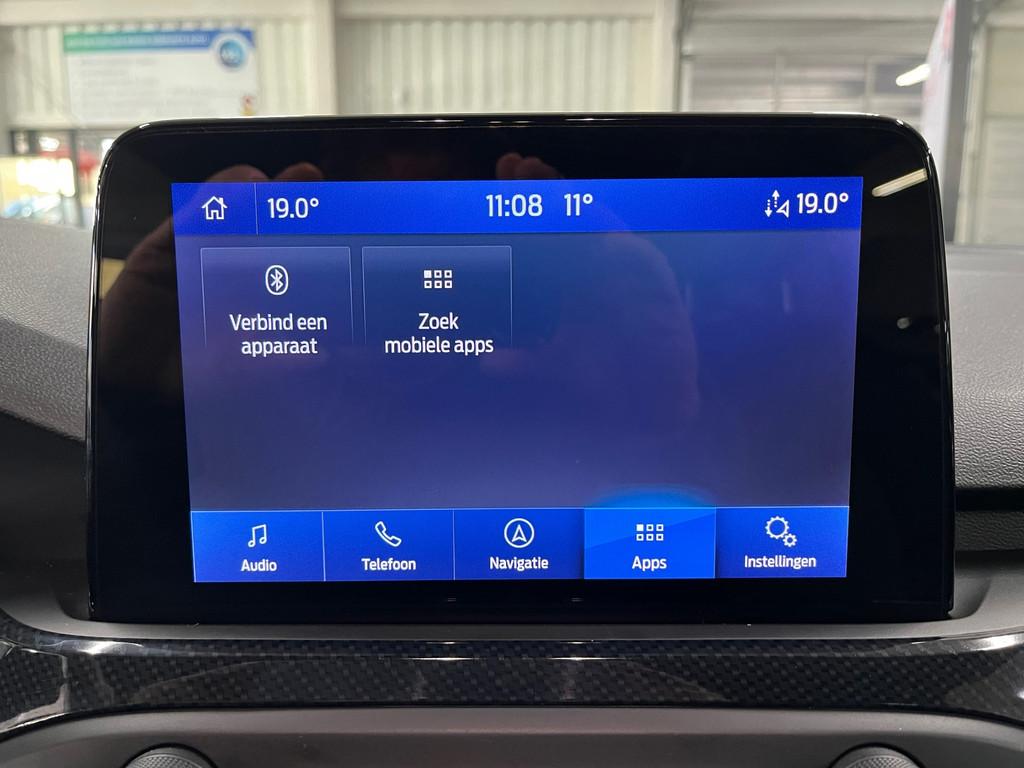 19.0° 11:08 11° 19.0°
Verbind een
apparaat
Zoek
mobiele apps
Audio Telefoon Navigatie Apps Instellingen